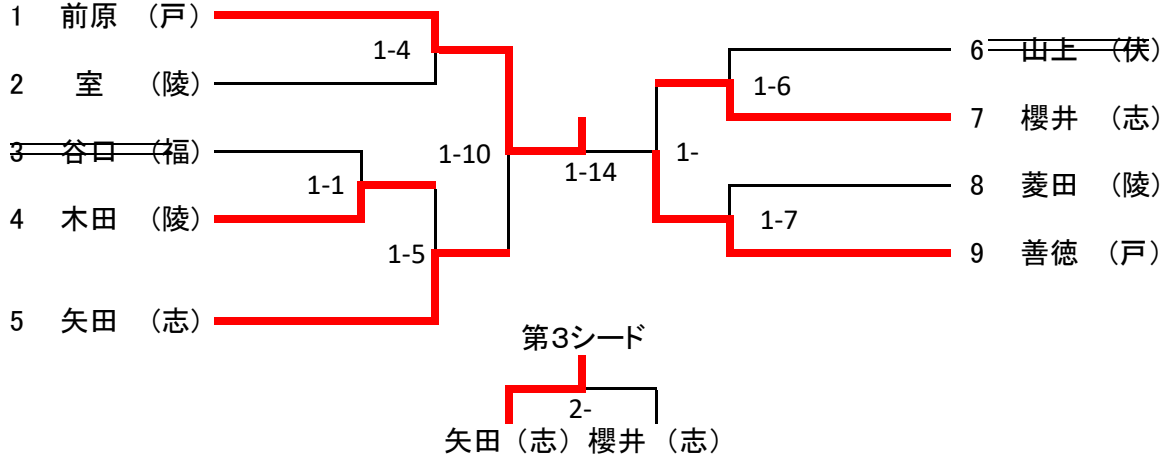 1 前原 （戸）
1-4
2 室 （陵）
3 谷口 （福）
1-1
4 木田 （陵）
1-5
5 矢田 （志）
1-10
1-14
1-
6 山上 （伏）
1-6
7 櫻井 （志）
8 菱田 （陵）
1-7
9 善徳 （戸）
第3シード
2-
矢田（志） 櫻井 （志）